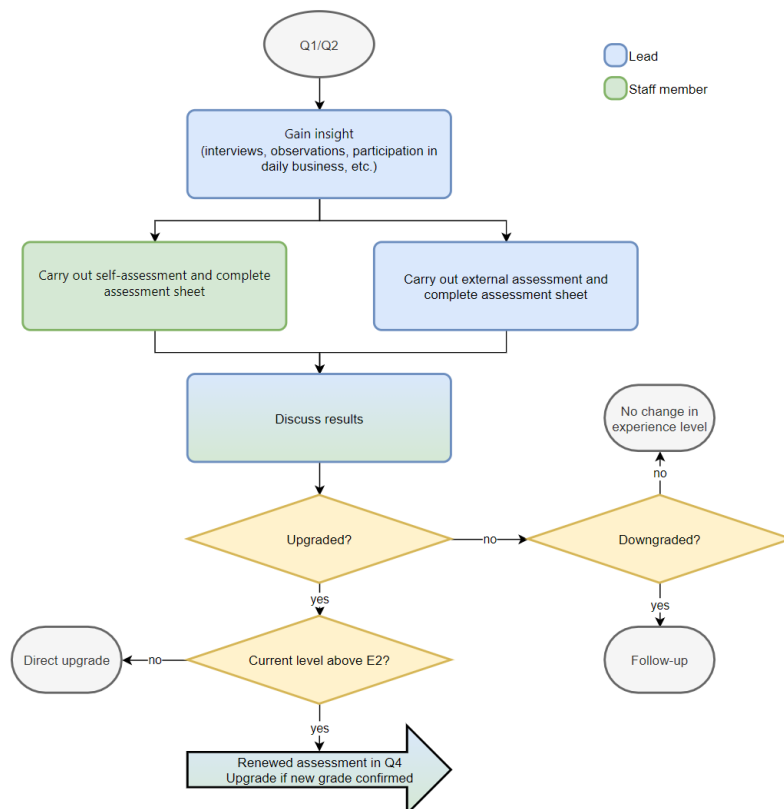 Q1/Q2
Lead
Staff member
Gain insight
(interviews, observations, participation in
daily business, etc.)
Carry out self-assessment and complete
assessment sheet
Carry out external assessment and
complete assessment sheet
Discuss results
No change in
experience level
no
Upgraded?
no
Downgraded?
yes
yes
Direct upgrade
no
Current level above E2?
Follow-up
yes
Renewed assessment in Q4
Upgrade if new grade confirmed